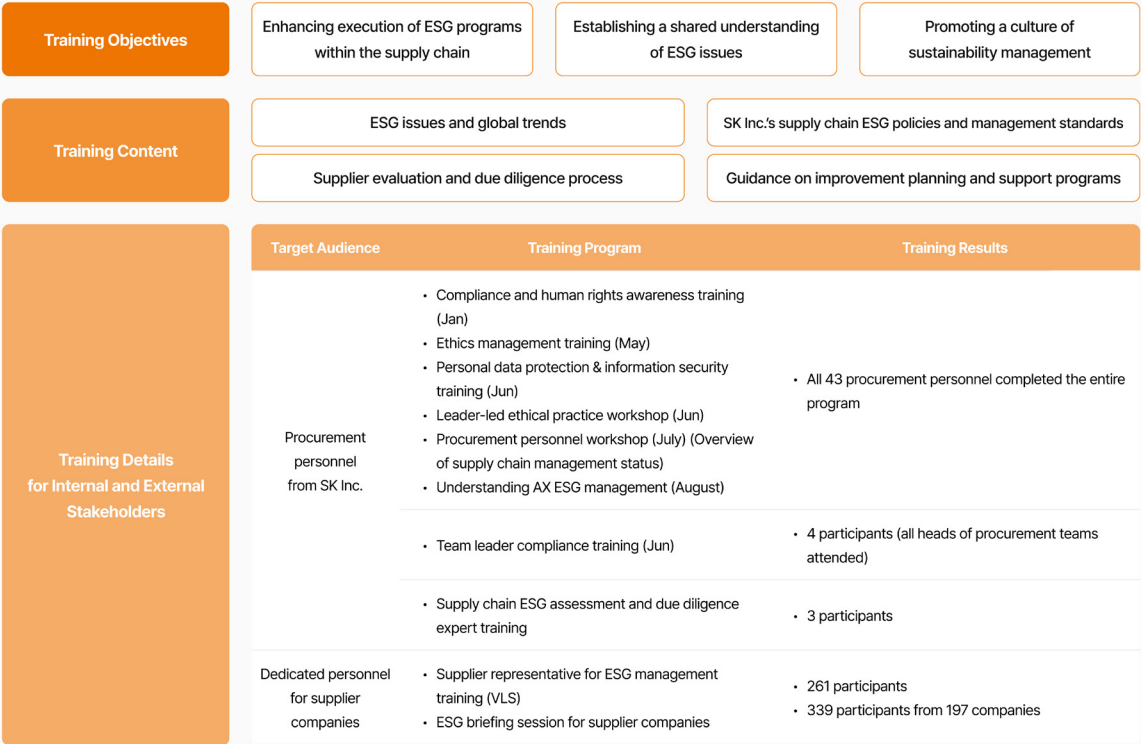 Training Objectives
Enhancing execution of ESG programs
within the supply chain
Establishing a shared understanding
of ESG issues
Promoting a culture of
sustainability management
Training Content
ESG issues and global trends
SK Inc.'s supply chain ESG policies and management standards
Supplier evaluation and due diligence process
Guidance on improvement planning and support programs
Training Details
for Internal and External
Stakeholders
Target Audience
Training Program
Training Results
Procurement
personnel
from SK Inc.
• Compliance and human rights awareness training
(Jan)
• Ethics management training (May)
• Personal data protection & information security
training (Jun)
• Leader-led ethical practice workshop (Jun)
• Procurement personnel workshop (July) (Overview
of supply chain management status)
• Understanding AX ESG management (August)
• All 43 procurement personnel completed the entire
program
• Team leader compliance training (Jun)
• 4 participants (all heads of procurement teams
attended)
• Supply chain ESG assessment and due diligence
expert training
• 3 participants
Dedicated personnel
for supplier
companies
• Supplier representative for ESG management
training (VLS)
• ESG briefing session for supplier companies
• 261 participants
• 339 participants from 197 companies